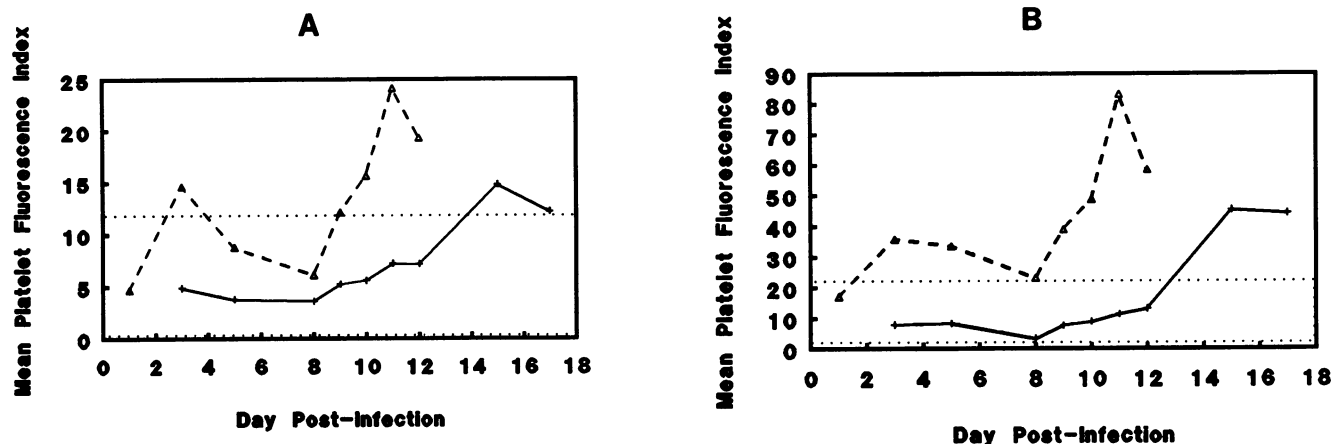 A
Mean Platelet Fluorescence Index
25
20
15
10
5
0
0 2 4 6 8 10 12 14 16 18
Day Post-Infection
B
Mean Platelet Fluorescence Index
90
80
70
60
50
40
30
20
10
0
0 2 4 6 8 10 12 14 16 18
Day Post-Infection